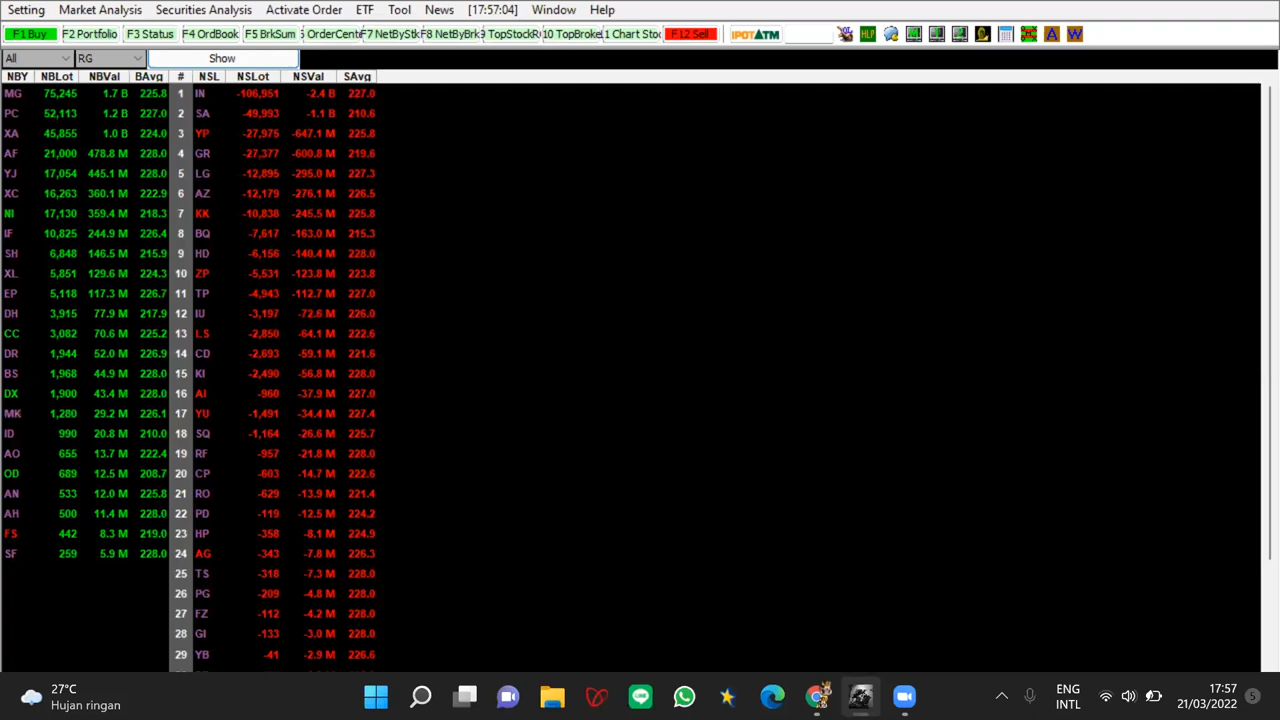 Setting Market Analysis Securities Analysis Activate Order ETF Tool News [17:57:04] Window Help
F1 Buy F2 Portfolio F3 Status F4 OrdBook F5 BrkSum OrderCente F7 NetByStk F8 NetByBrk TopStockR 10 TopBroke 1 Chart Stoc F12 Sell IPOTATM HLP A W
All RG Show
NBY NBLot NBVal BAvg # NSL NSLot NSVal SAvg
MG 75,245 1.7 B 225.8 1 IN -106,951 -2.4 B 227.0
PC 52,113 1.2 B 227.0 2 SA -49,993 -1.1 B 210.6
XA 45,855 1.0 B 224.0 3 YP -27,975 -647.1 M 225.8
AF 21,000 478.8 M 228.0 4 GR -27,377 -600.8 M 219.6
YJ 17,054 445.1 M 228.0 5 LG -12,895 -295.0 M 227.3
XC 16,263 360.1 M 222.9 6 AZ -12,179 -276.1 M 226.5
NI 17,130 359.4 M 218.3 7 KK -10,838 -245.5 M 225.8
IF 10,825 244.9 M 226.4 8 BQ -7,617 -163.0 M 215.3
SH 6,848 146.5 M 215.9 9 HD -6,156 -140.4 M 228.0
XL 5,851 129.6 M 224.3 10 ZP -5,531 -123.8 M 223.8
EP 5,118 117.3 M 226.7 11 TP -4,943 -112.7 M 227.0
DH 3,915 77.9 M 217.9 12 IU -3,197 -72.6 M 226.0
CC 3,082 70.6 M 225.2 13 LS -2,850 -64.1 M 222.6
DR 1,944 52.0 M 226.9 14 CD -2,693 -59.1 M 221.6
BS 1,968 44.9 M 228.0 15 KI -2,490 -56.8 M 228.0
DX 1,900 43.4 M 228.0 16 AI -960 -37.9 M 227.0
MK 1,280 29.2 M 226.1 17 YU -1,491 -34.4 M 227.4
ID 990 20.8 M 210.0 18 SQ -1,164 -26.6 M 225.7
AO 655 13.7 M 222.4 19 RF -957 -21.8 M 228.0
OD 689 12.5 M 208.7 20 CP -603 -14.7 M 222.6
AN 533 12.0 M 225.8 21 RO -629 -13.9 M 221.4
AH 500 11.4 M 228.0 22 PD -119 -12.5 M 224.2
FS 442 8.3 M 219.0 23 HP -358 -8.1 M 224.9
SF 259 5.9 M 228.0 24 AG -343 -7.8 M 226.3
25 TS -318 -7.3 M 228.0
26 PG -209 -4.8 M 228.0
27 FZ -112 -4.2 M 228.0
28 GI -133 -3.0 M 228.0
29 YB -41 -2.9 M 226.6
27°C
Hujan ringan
ENG
INTL
17:57
21/03/2022
5